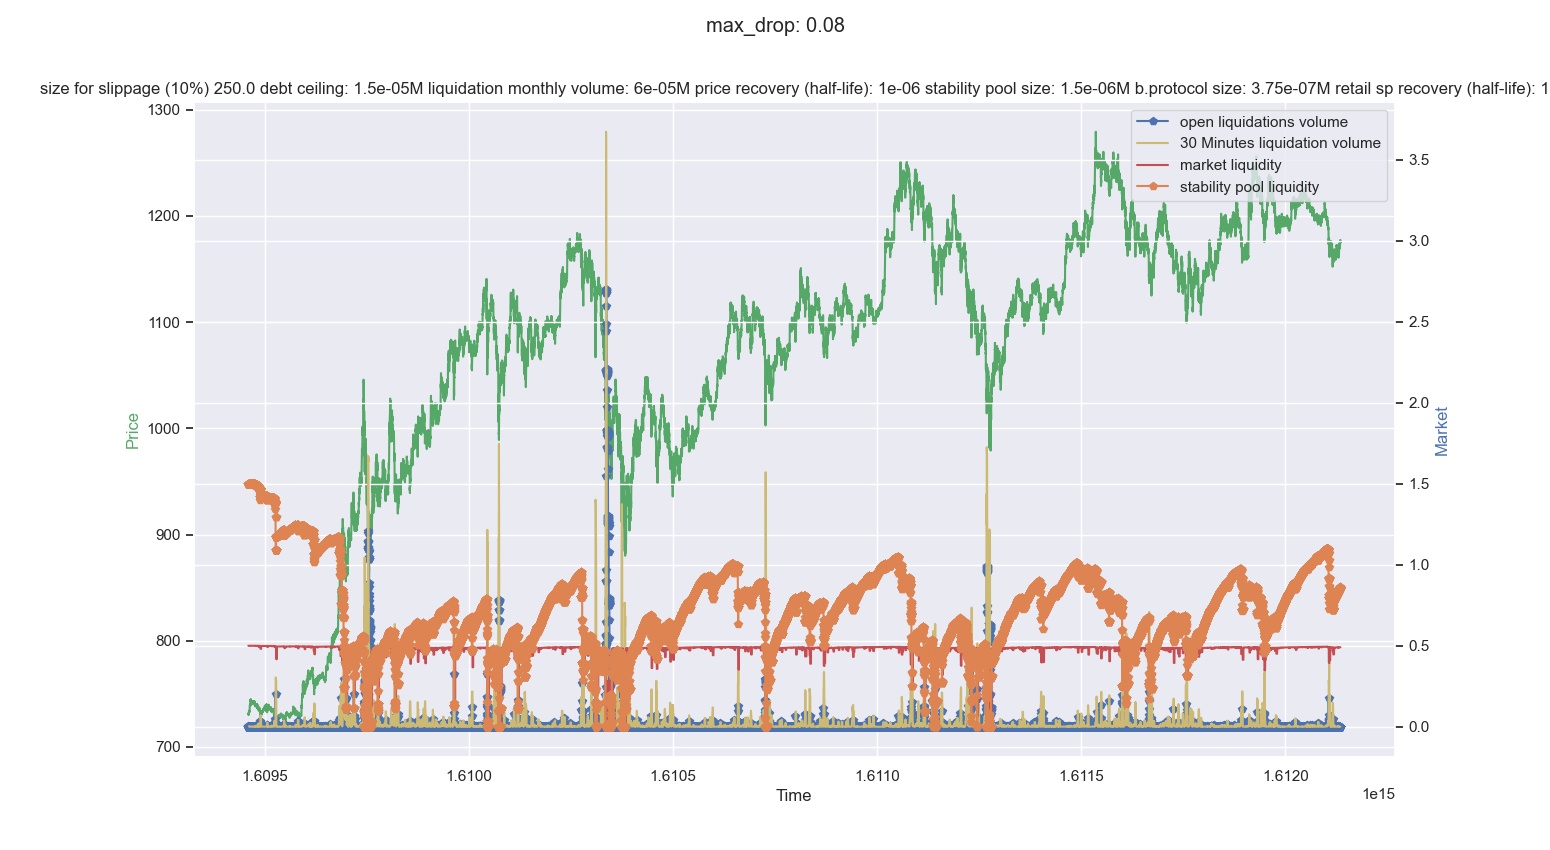 max_drop: 0.08
size for slippage (10%) 250.0 debt ceiling: 1.5e-05M liquidation monthly volume: 6e-05M price recovery (half-life): 1e-06 stability pool size: 1.5e-06M b.protocol size: 3.75e-07M retail sp recovery (half-life): 1
1300
1200
1100
1000
900
800
700
Price
open liquidations volume
30 Minutes liquidation volume
market liquidity
stability pool liquidity
3.5
3.0
2.5
2.0
1.5
1.0
0.5
0.0
Market
1.6095
1.6100
1.6105
1.6110
1.6115
1.6120
Time
1e15